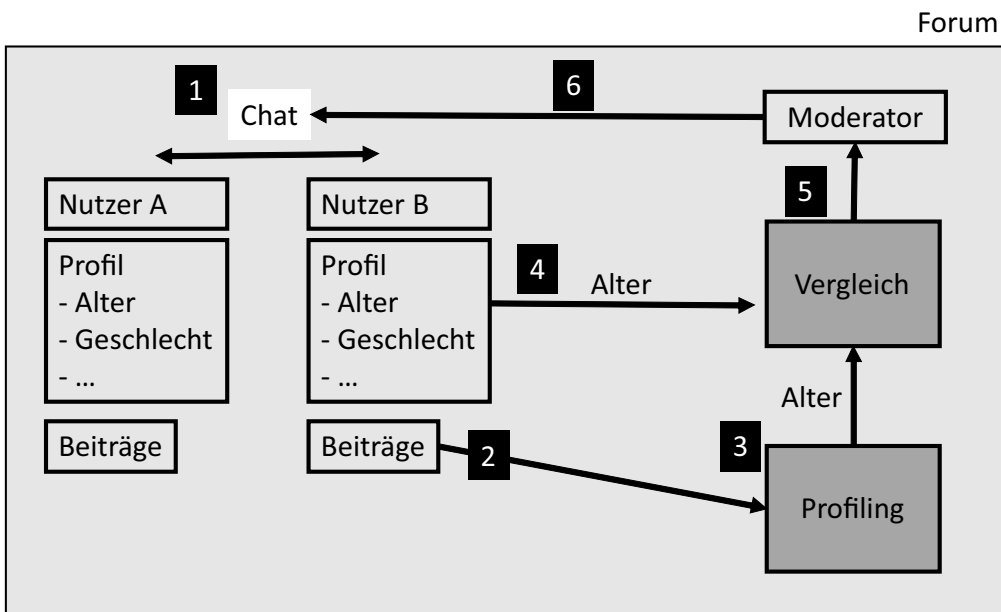 Forum
1
Chat
6
Moderator
Nutzer A
Nutzer B
5
Profil
- Alter
- Geschlecht
- ...
Profil
- Alter
- Geschlecht
- ...
4
Alter
Vergleich
Alter
Beiträge
Beiträge
2
3
Profiling